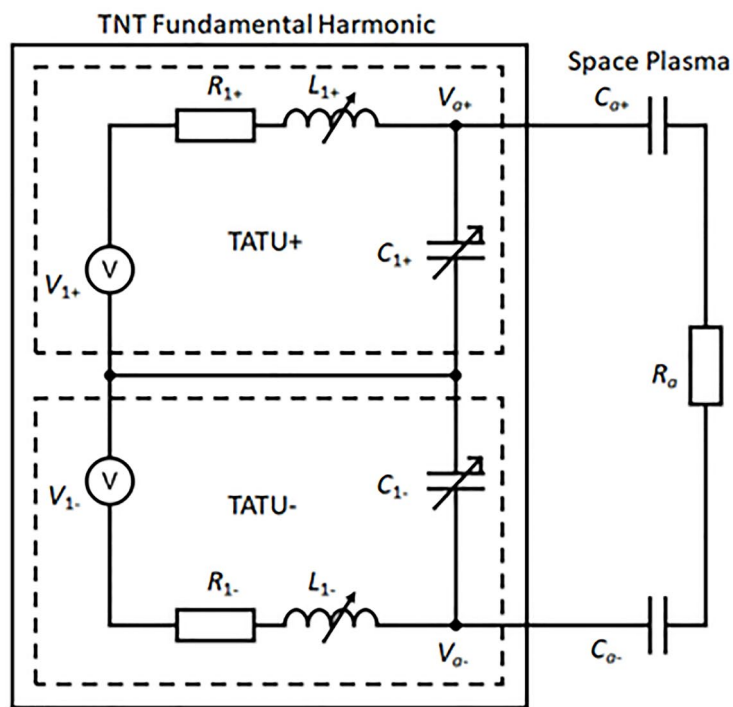 TNT Fundamental Harmonic
Space Plasma
R1+
L1+
Va+
Ca+
TATU+
C1+
V
V1+
Ra
V
V1-
C1-
TATU-
R1-
L1-
Va-
Ca-